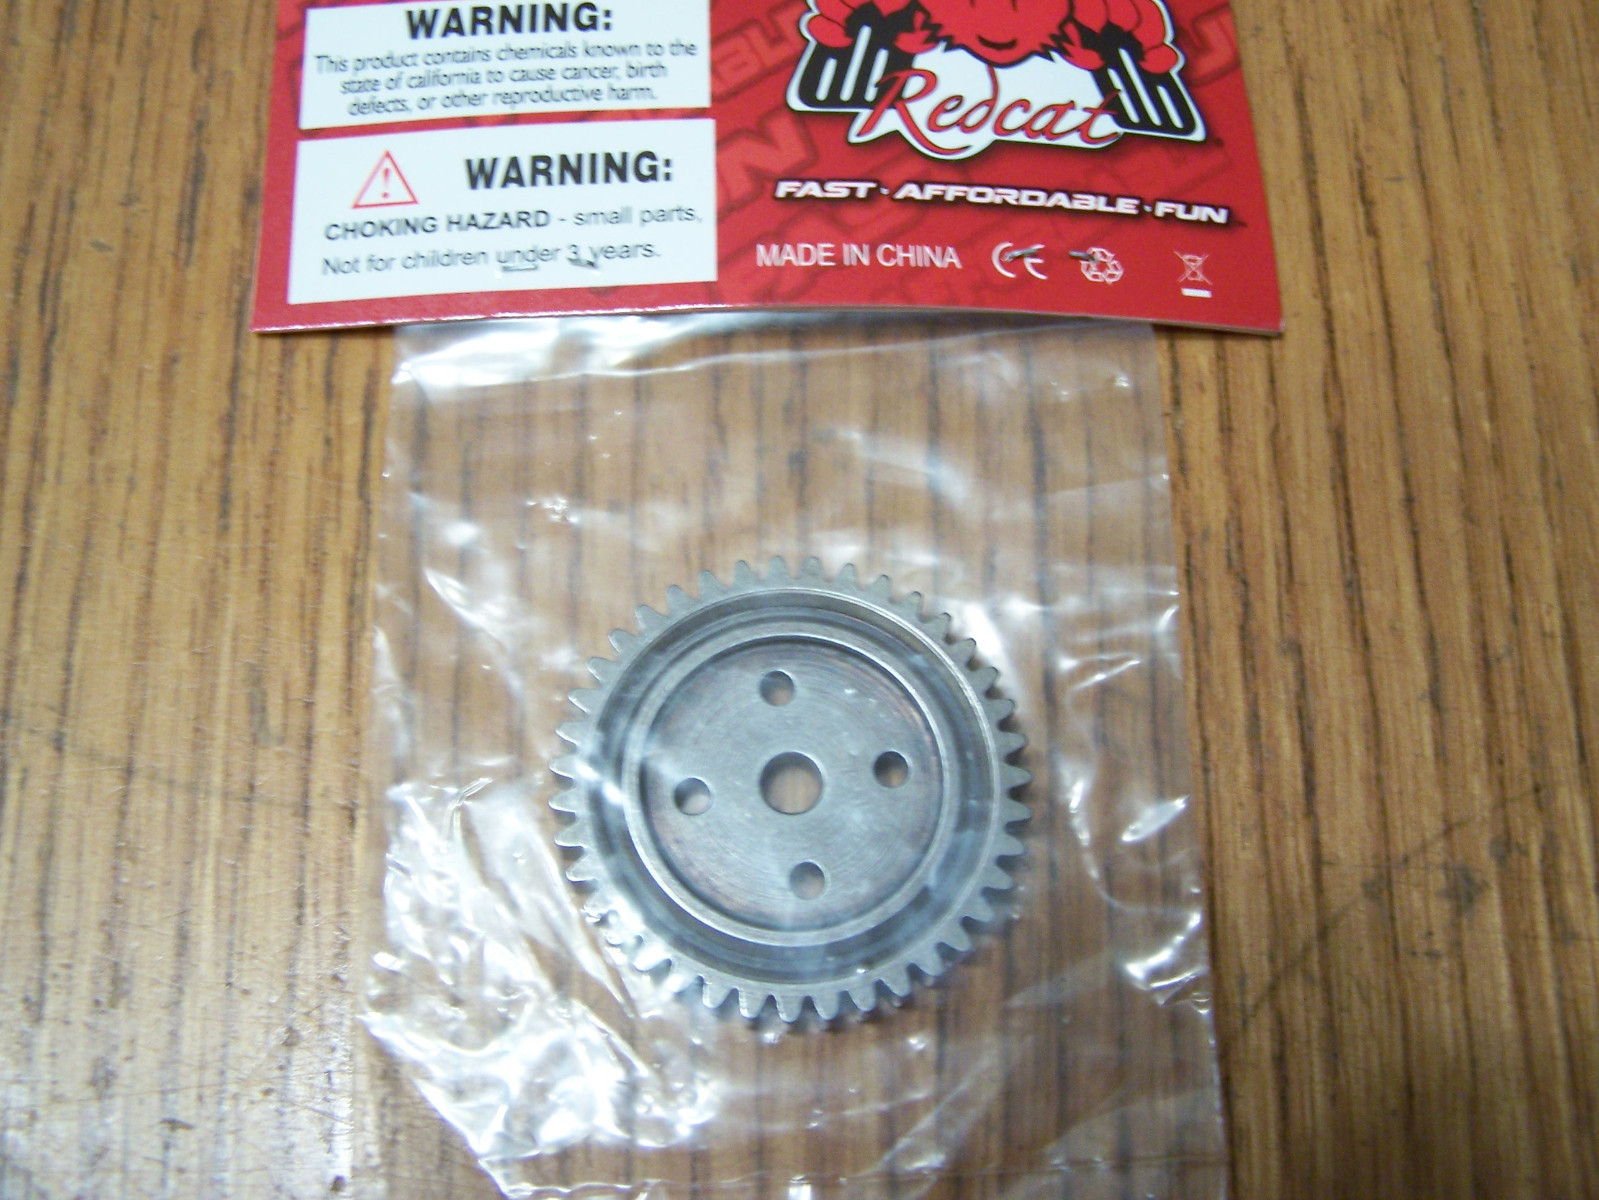 WARNING:
This product contains chemicals known to the
state of california to cause cancer, birth
defects, or other reproductive harm.
WARNING:
CHOKING HAZARD - small parts,
Not for children under 3 years.
Redcat
FAST · AFFORDABLE · FUN
MADE IN CHINA CE